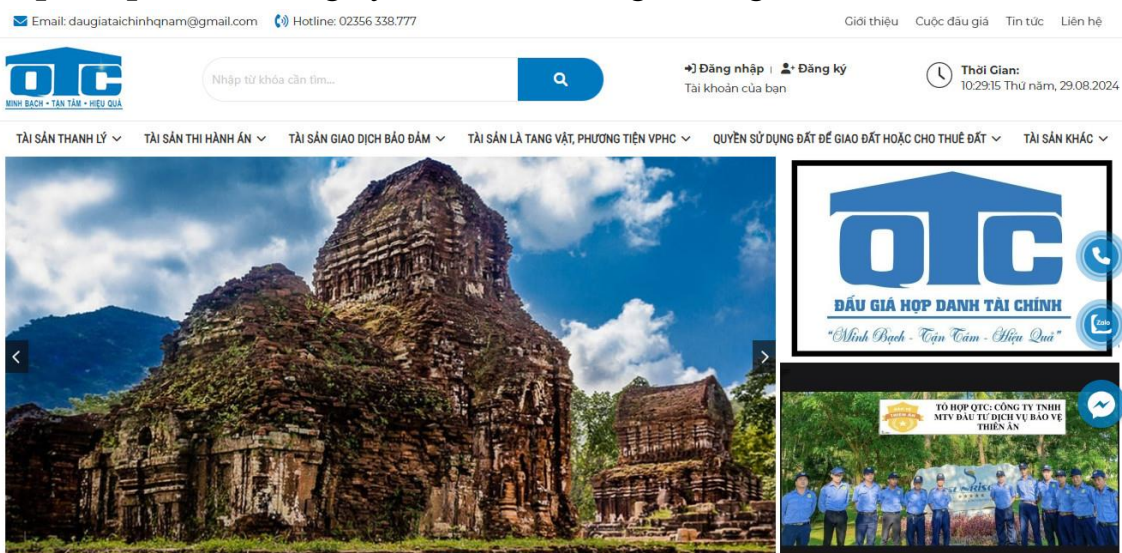 Email: daugiataichinhqnam@gmail.com Hotline: 02356 338.777 Giới thiệu Cuộc đấu giá Tin tức Liên hệ
QTC
MINH BẠCH - TẬN TÂM - HIỆU QUẢ
Nhập từ khóa cần tìm...
Đăng nhập | Đăng ký
Tài khoản của bạn
Thời Gian:
10:29:15 Thứ năm, 29.08.2024
TÀI SẢN THANH LÝ TÀI SẢN THI HÀNH ÁN TÀI SẢN GIAO DỊCH BẢO ĐẢM TÀI SẢN LÀ TANG VẬT, PHƯƠNG TIỆN VPHC QUYỀN SỬ DỤNG ĐẤT ĐỂ GIAO ĐẤT HOẶC CHO THUÊ ĐẤT TÀI SẢN KHÁC
QTC
ĐẤU GIÁ HỢP DANH TÀI CHÍNH
"Minh Bạch - Tận Tâm - Hiệu Quả"
Zalo
TỔ HỢP QTC: CÔNG TY TNHH
MTV ĐẦU TƯ DỊCH VỤ BẢO VỆ
THIÊN ÂN